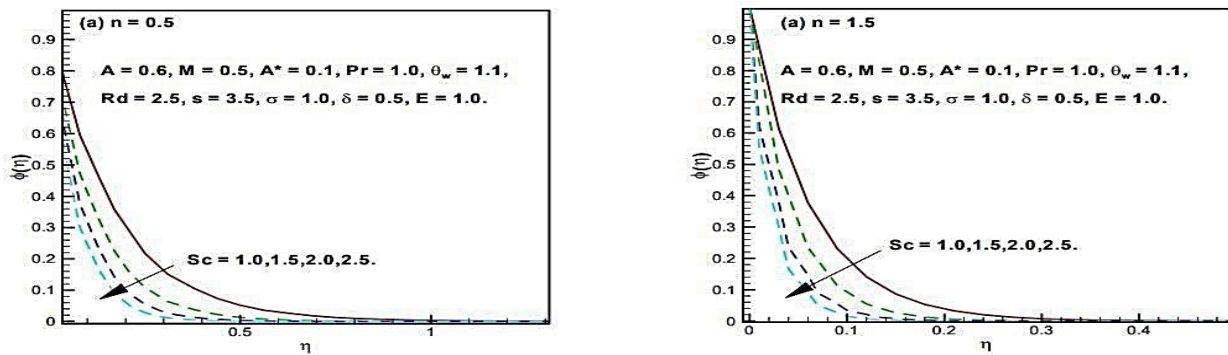 (a) n = 0.5
A = 0.6, M = 0.5, A* = 0.1, Pr = 1.0, θw = 1.1,
Rd = 2.5, s = 3.5, σ = 1.0, δ = 0.5, E = 1.0.
Sc = 1.0,1.5,2.0,2.5.
ϕ(η)
0.9
0.8
0.7
0.6
0.5
0.4
0.3
0.2
0.1
0
0.5
1
η
(a) n = 1.5
A = 0.6, M = 0.5, A* = 0.1, Pr = 1.0, θw = 1.1,
Rd = 2.5, s = 3.5, σ = 1.0, δ = 0.5, E = 1.0.
Sc = 1.0,1.5,2.0,2.5.
ϕ(η)
0.9
0.8
0.7
0.6
0.5
0.4
0.3
0.2
0.1
0
0
0.1
0.2
0.3
0.4
η